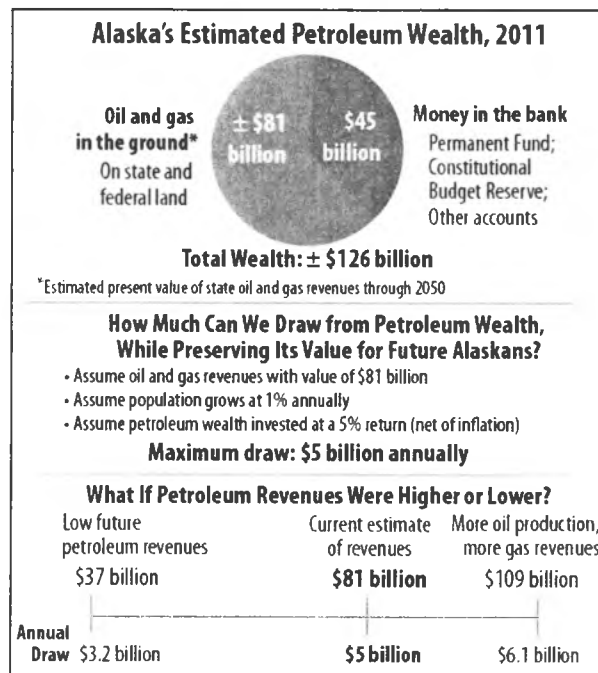 Alaska's Estimated Petroleum Wealth, 2011
Oil and gas
in the ground*
On state and
federal land
± $81
billion
$45
billion
Money in the bank
Permanent Fund;
Constitutional
Budget Reserve;
Other accounts
Total Wealth: ± $126 billion
*Estimated present value of state oil and gas revenues through 2050
How Much Can We Draw from Petroleum Wealth,
While Preserving Its Value for Future Alaskans?
• Assume oil and gas revenues with value of $81 billion
• Assume population grows at 1% annually
• Assume petroleum wealth invested at a 5% return (net of inflation)
Maximum draw: $5 billion annually
What If Petroleum Revenues Were Higher or Lower?
Low future
petroleum revenues
$37 billion
Current estimate
of revenues
$81 billion
More oil production,
more gas revenues
$109 billion
Annual
Draw $3.2 billion
$5 billion
$6.1 billion